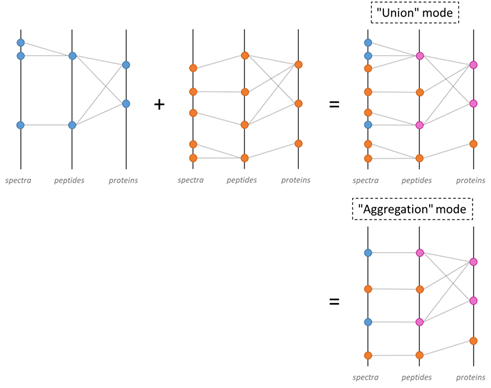 "Union" mode
+
=
spectra peptides proteins
spectra peptides proteins
spectra peptides proteins
"Aggregation" mode
=
spectra peptides proteins